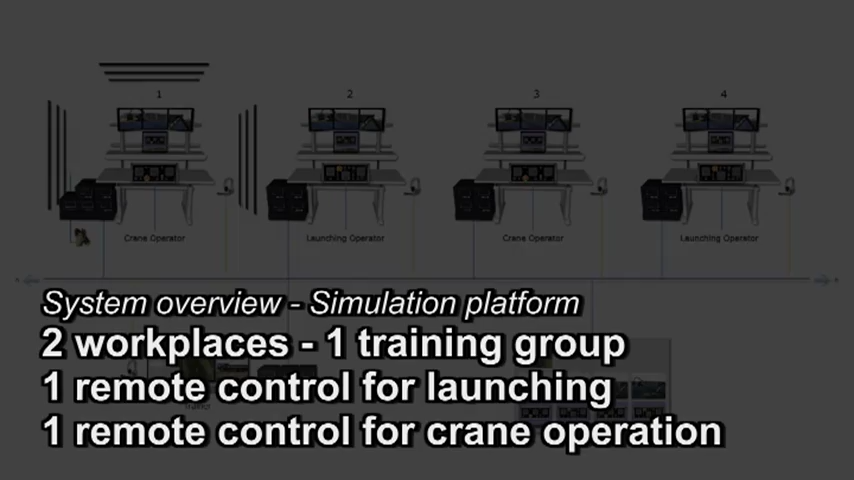 1 2 3 4
Crane Operator Launching Operator Crane Operator Launching Operator
System overview - Simulation platform
2 workplaces - 1 training group
1 remote control for launching
Trainer
1 remote control for crane operation